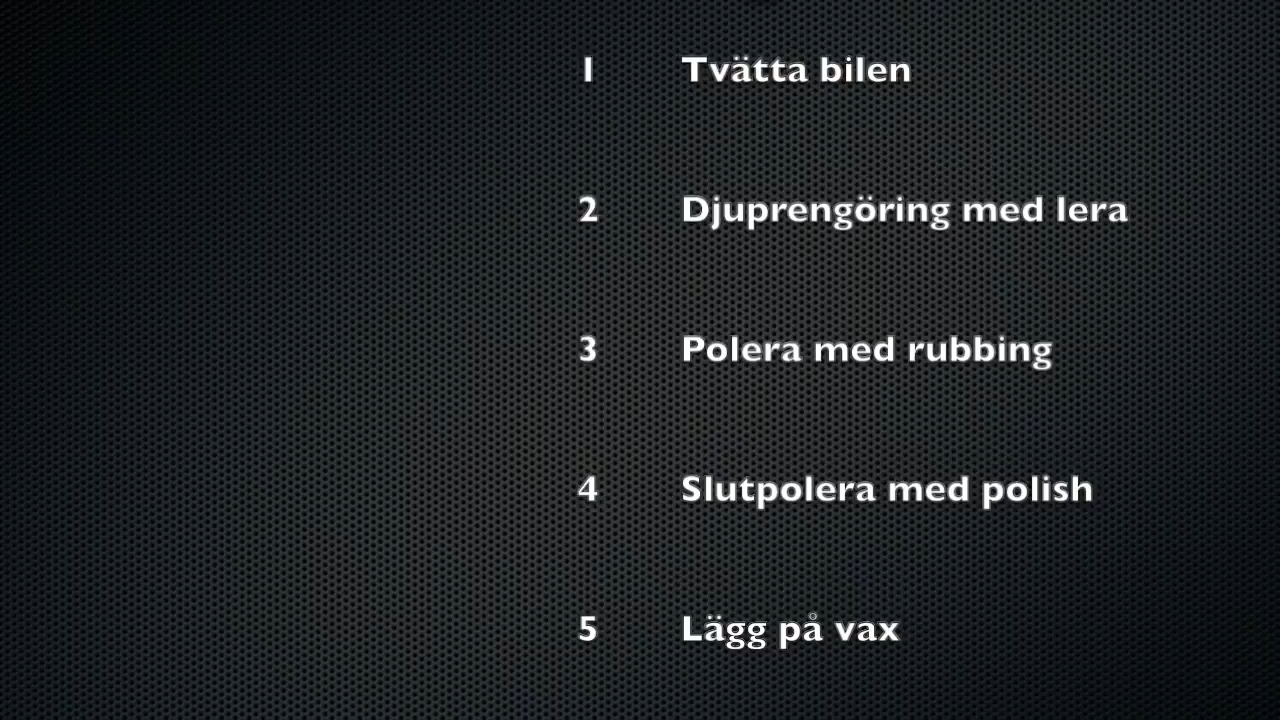 1 Tvätta bilen
2 Djuprengöring med lera
3 Polera med rubbing
4 Slutpolera med polish
5 Lägg på vax